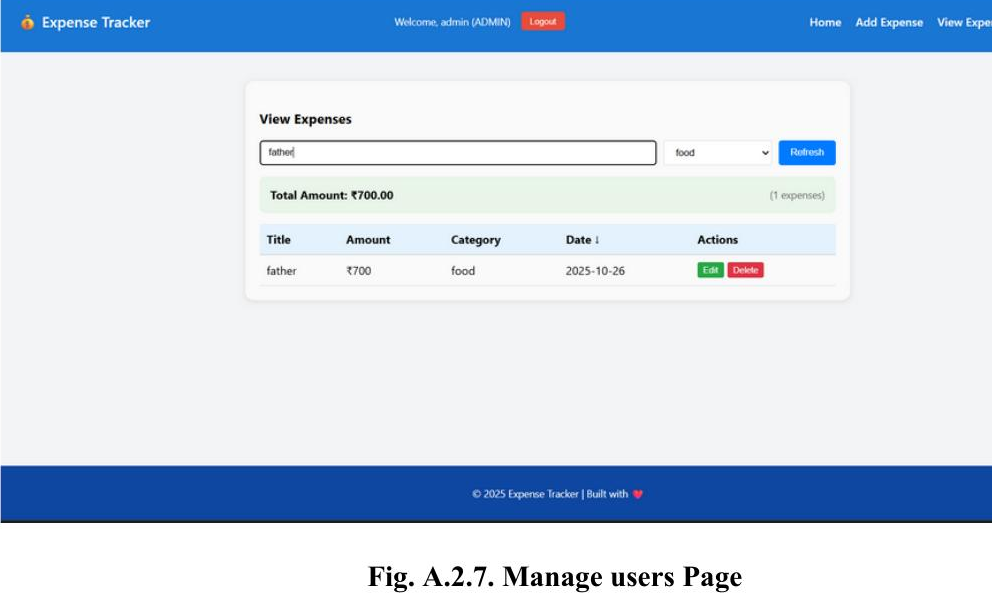 Expense Tracker Welcome, admin (ADMIN) Logout Home Add Expense View Expe
View Expenses
father food Refresh
Total Amount: ₹700.00 (1 expenses)
Title Amount Category Date ↓ Actions
father ₹700 food 2025-10-26 Edit Delete
© 2025 Expense Tracker | Built with ❤
Fig. A.2.7. Manage users Page